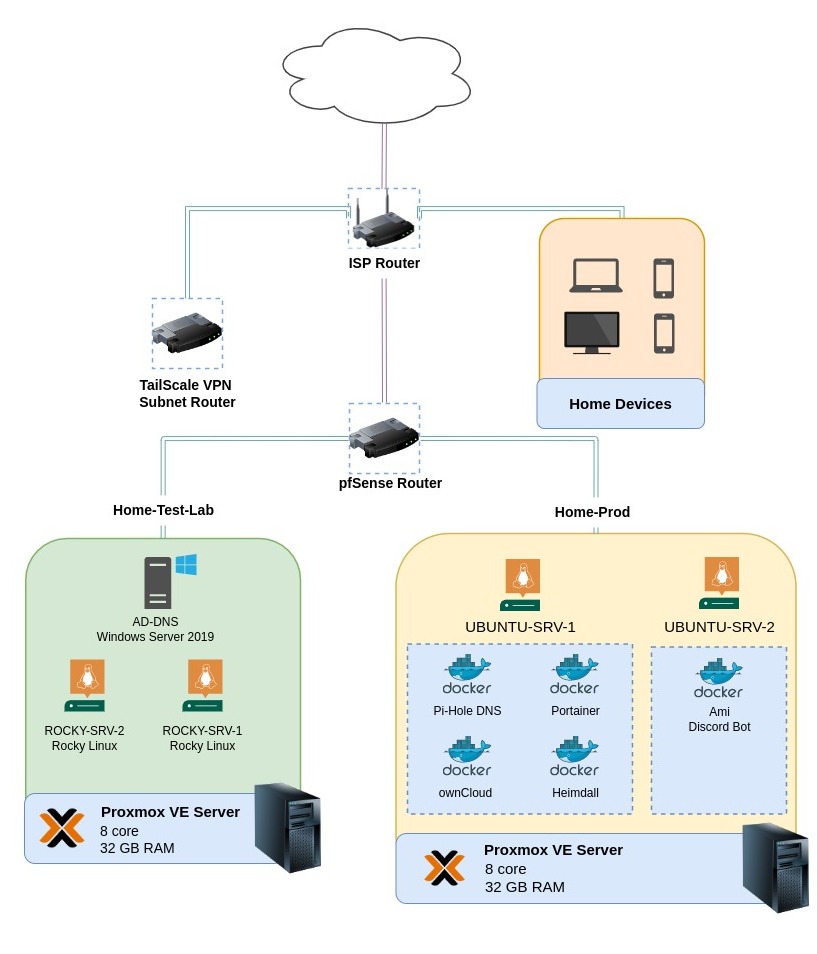 ISP Router
TailScale VPN
Subnet Router
Home Devices
pfSense Router
Home-Test-Lab
Home-Prod
AD-DNS
Windows Server 2019
ROCKY-SRV-2
Rocky Linux
ROCKY-SRV-1
Rocky Linux
Proxmox VE Server
8 core
32 GB RAM
UBUNTU-SRV-1
UBUNTU-SRV-2
docker
Pi-Hole DNS
docker
Portainer
docker
ownCloud
docker
Heimdall
docker
Ami
Discord Bot
Proxmox VE Server
8 core
32 GB RAM